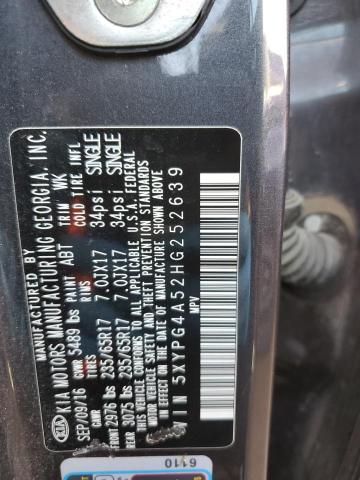 KIA
MANUFACTURED BY
KIA MOTORS MANUFACTURING GEORGIA, INC.
SEP/09/16 PAINT ABT TRIM WK
GVWR 5489 lbs
GAWR TIRES RIMS COLD TIRE INFL
FRONT 2976 lbs 235/65R17 7.0JX17 34psi SINGLE
REAR 3075 lbs 235/65R17 7.0JX17 34psi SINGLE
THIS VEHICLE CONFORMS TO ALL APPLICABLE U.S.A. FEDERAL
MOTOR VEHICLE SAFETY, BUMPER, AND THEFT PREVENTION STANDARDS
IN EFFECT ON THE DATE OF MANUFACTURE SHOWN ABOVE.
VIN 5XYPG4A52HG252639
MPV
6110